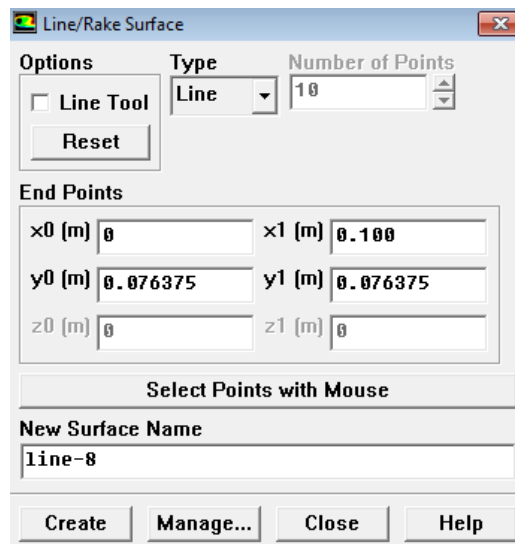 Line/Rake Surface
Options Type Number of Points
Line Tool Line 10
Reset
End Points
x0 (m) 0 x1 (m) 0.100
y0 (m) 0.076375 y1 (m) 0.076375
z0 (m) 0 z1 (m) 0
Select Points with Mouse
New Surface Name
line-8
Create Manage... Close Help